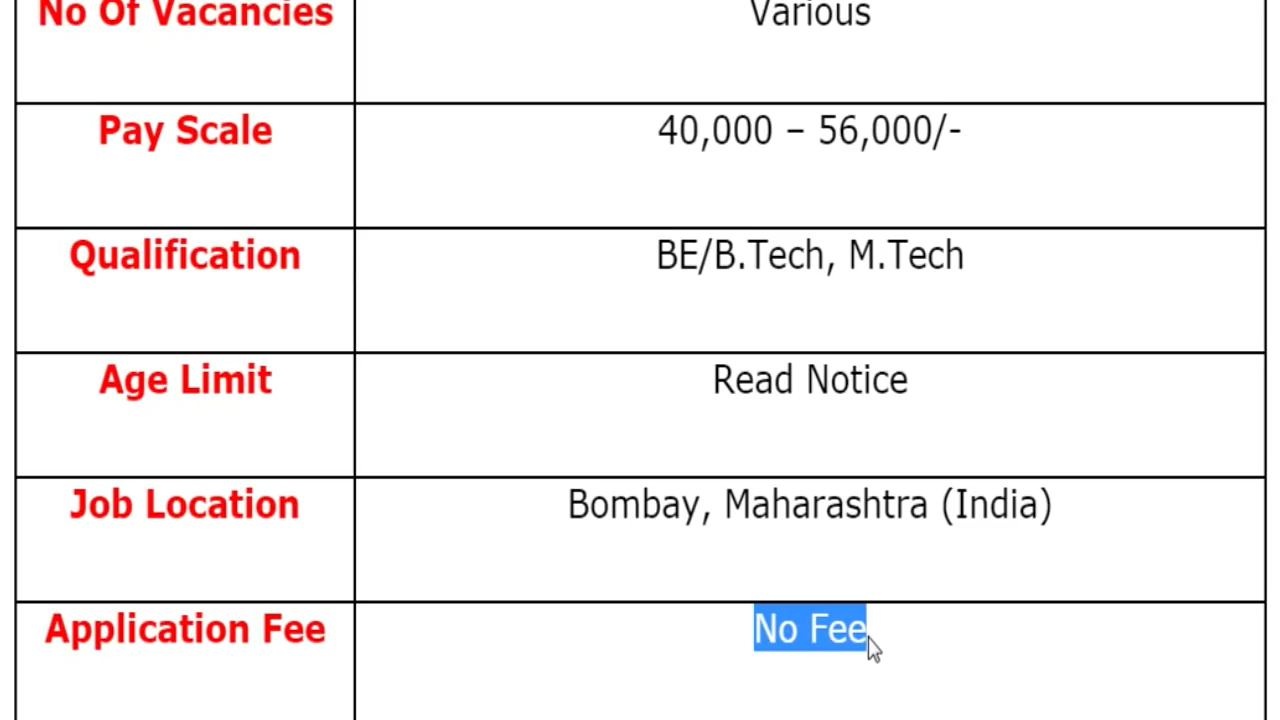 No Of Vacancies Various
Pay Scale 40,000 – 56,000/-
Qualification BE/B.Tech, M.Tech
Age Limit Read Notice
Job Location Bombay, Maharashtra (India)
Application Fee No Fee